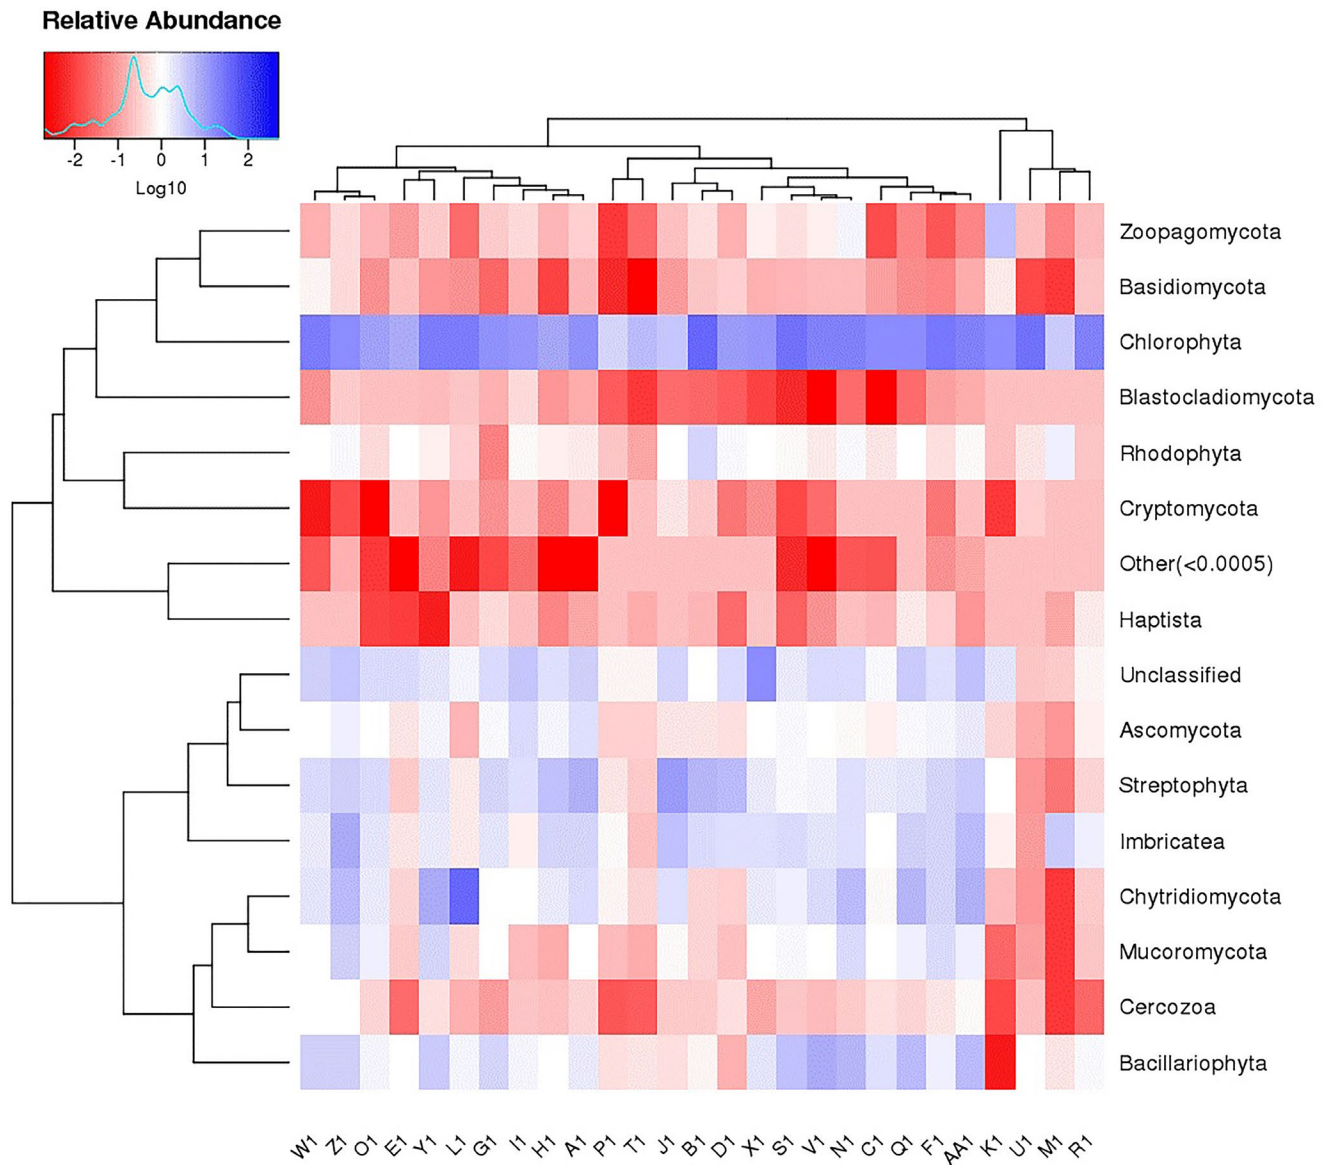 Relative Abundance
-2 -1 0 1 2
Log10
Zoopagomycota
Basidiomycota
Chlorophyta
Blastocladiomycota
Rhodophyta
Cryptomycota
Other(<0.0005)
Haptista
Unclassified
Ascomycota
Streptophyta
Imbricatea
Chytridiomycota
Mucoromycota
Cercozoa
Bacillariophyta
W1 Z1 O1 E1 Y1 L1 G1 I1 H1 A1 P1 T1 J1 B1 D1 X1 S1 V1 N1 C1 Q1 F1 AA1 K1 U1 M1 R1